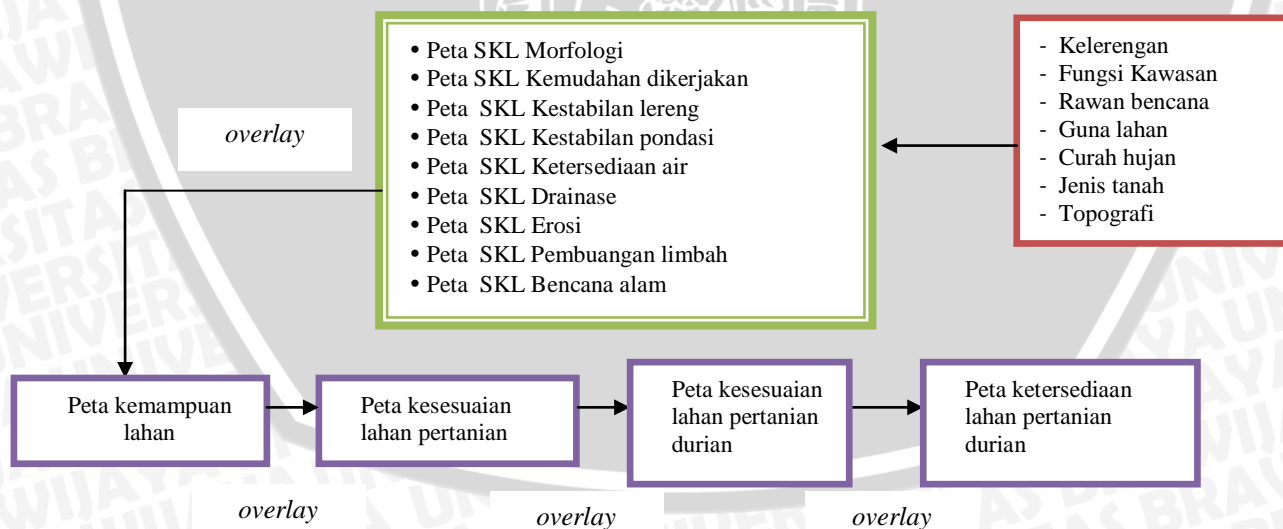 • Peta SKL Morfologi
• Peta SKL Kemudahan dikerjakan
• Peta SKL Kestabilan lereng
• Peta SKL Kestabilan pondasi
• Peta SKL Ketersediaan air
• Peta SKL Drainase
• Peta SKL Erosi
• Peta SKL Pembuangan limbah
• Peta SKL Bencana alam
- Kelerengan
- Fungsi Kawasan
- Rawan bencana
- Guna lahan
- Curah hujan
- Jenis tanah
- Topografi
overlay
Peta kemampuan
lahan
Peta kesesuaian
lahan pertanian
Peta kesesuaian
lahan pertanian
durian
Peta ketersediaan
lahan pertanian
durian
overlay
overlay
overlay